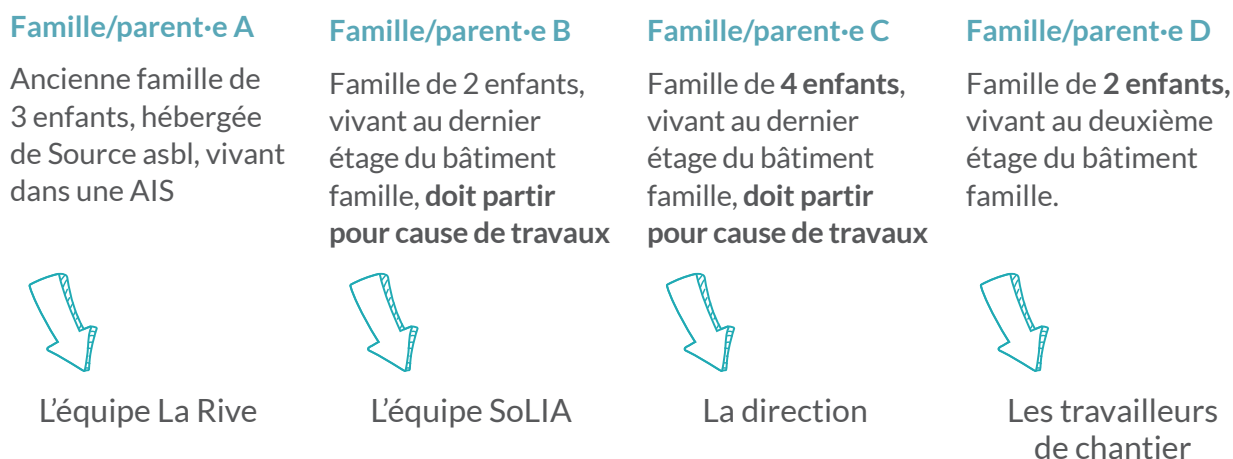 Famille/parent·e A
Ancienne famille de
3 enfants, hébergée
de Source asbl, vivant
dans une AIS
L'équipe La Rive
Famille/parent·e B
Famille de 2 enfants,
vivant au dernier
étage du bâtiment
famille, doit partir
pour cause de travaux
L'équipe SoLIA
Famille/parent·e C
Famille de 4 enfants,
vivant au dernier
étage du bâtiment
famille, doit partir
pour cause de travaux
La direction
Famille/parent·e D
Famille de 2 enfants,
vivant au deuxième
étage du bâtiment
famille.
Les travailleurs
de chantier